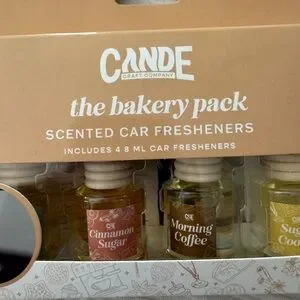 CANDE
CRAFT COMPANY
the bakery pack
SCENTED CAR FRESHENERS
INCLUDES 4 8 ML CAR FRESHENERS
Cinnamon
Sugar
Morning
Coffee